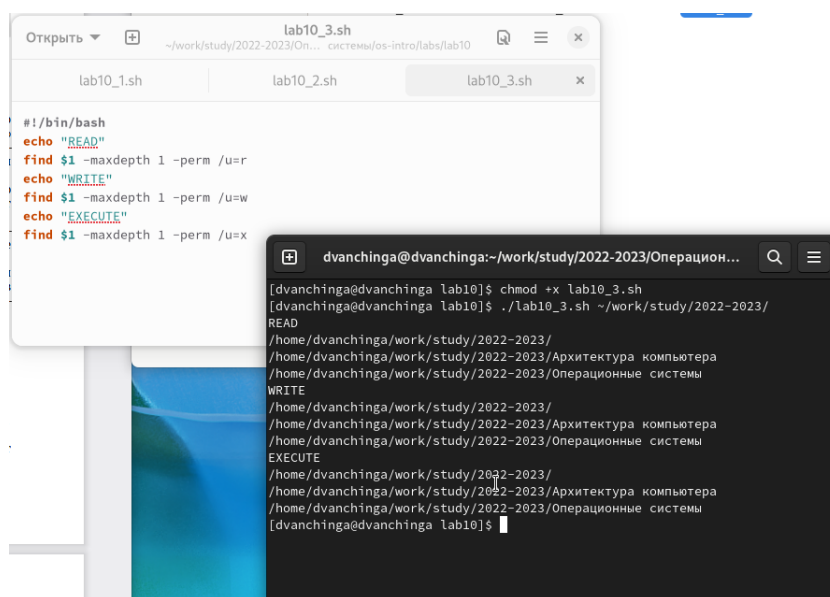 Открыть
lab10_3.sh
~/work/study/2022-2023/Оп... системы/os-intro/labs/lab10
lab10_1.sh
lab10_2.sh
lab10_3.sh
#!/bin/bash
echo "READ"
find $1 -maxdepth 1 -perm /u=r
echo "WRITE"
find $1 -maxdepth 1 -perm /u=w
echo "EXECUTE"
find $1 -maxdepth 1 -perm /u=x
dvanchinga@dvanchinga:~/work/study/2022-2023/Операцион...
[dvanchinga@dvanchinga lab10]$ chmod +x lab10_3.sh
[dvanchinga@dvanchinga lab10]$ ./lab10_3.sh ~/work/study/2022-2023/
READ
/home/dvanchinga/work/study/2022-2023/
/home/dvanchinga/work/study/2022-2023/Архитектура компьютера
/home/dvanchinga/work/study/2022-2023/Операционные системы
WRITE
/home/dvanchinga/work/study/2022-2023/
/home/dvanchinga/work/study/2022-2023/Архитектура компьютера
/home/dvanchinga/work/study/2022-2023/Операционные системы
EXECUTE
/home/dvanchinga/work/study/2022-2023/
/home/dvanchinga/work/study/2022-2023/Архитектура компьютера
/home/dvanchinga/work/study/2022-2023/Операционные системы
[dvanchinga@dvanchinga lab10]$